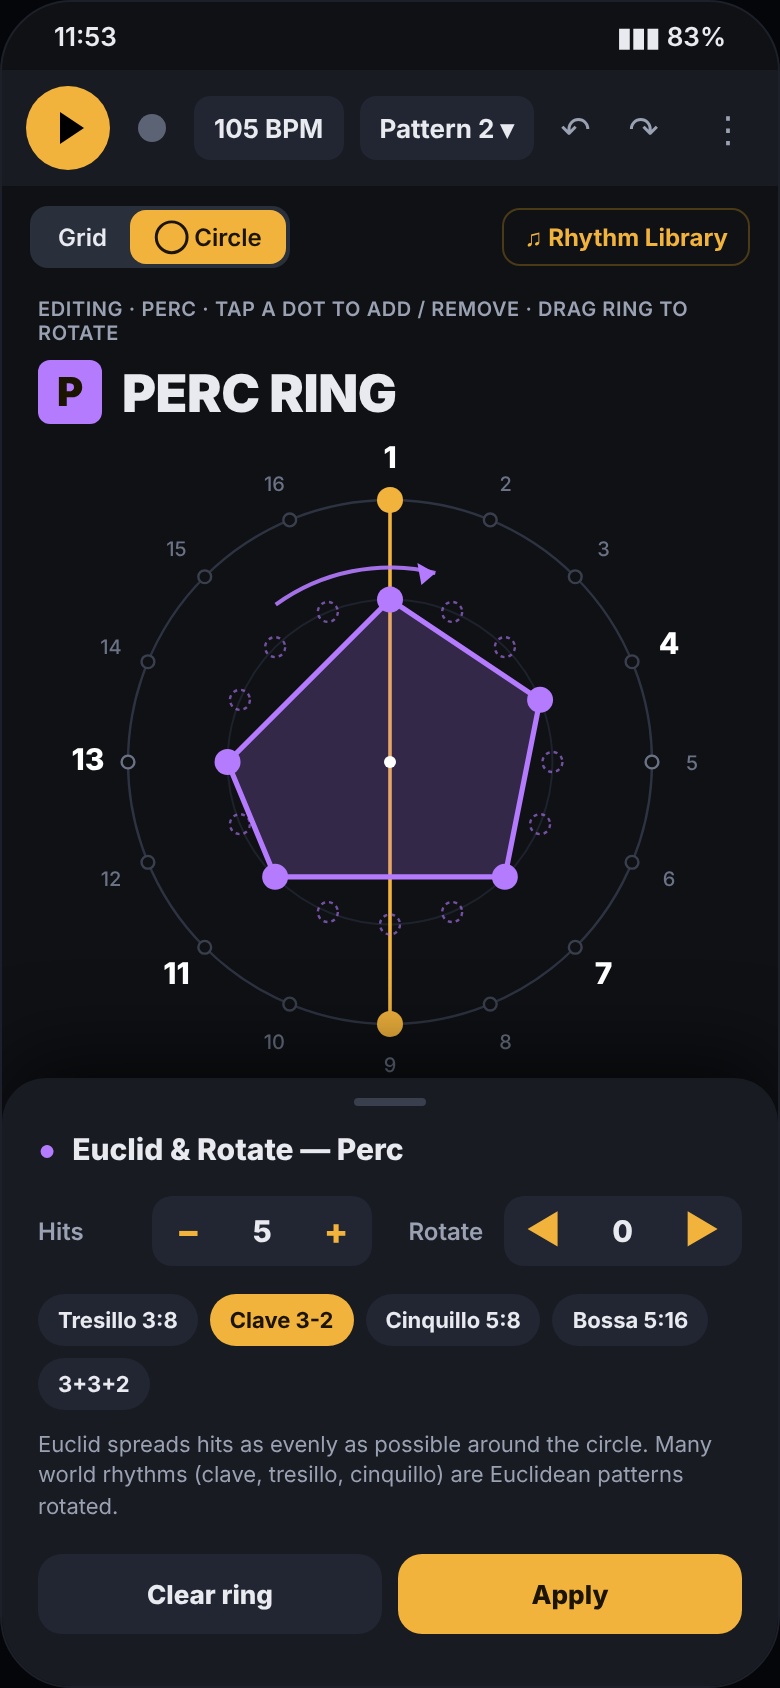 11:53 83%
105 BPM Pattern 2 ▾
Grid Circle ♫ Rhythm Library
EDITING · PERC · TAP A DOT TO ADD / REMOVE · DRAG RING TO
ROTATE
P PERC RING
1
16 2
15 3
14 4
13 5
12 6
11 7
10 8
9
Euclid & Rotate — Perc
Hits − 5 + Rotate ◀ 0 ▶
Tresillo 3:8 Clave 3-2 Cinquillo 5:8 Bossa 5:16
3+3+2
Euclid spreads hits as evenly as possible around the circle. Many
world rhythms (clave, tresillo, cinquillo) are Euclidean patterns
rotated.
Clear ring Apply